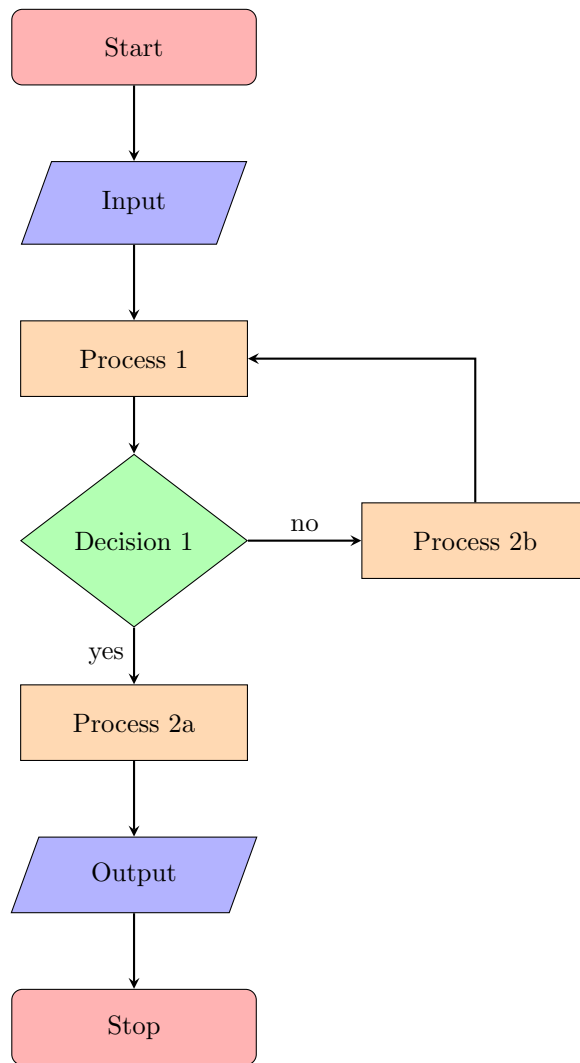 Start
Input
Process 1
Decision 1
no
Process 2b
yes
Process 2a
Output
Stop